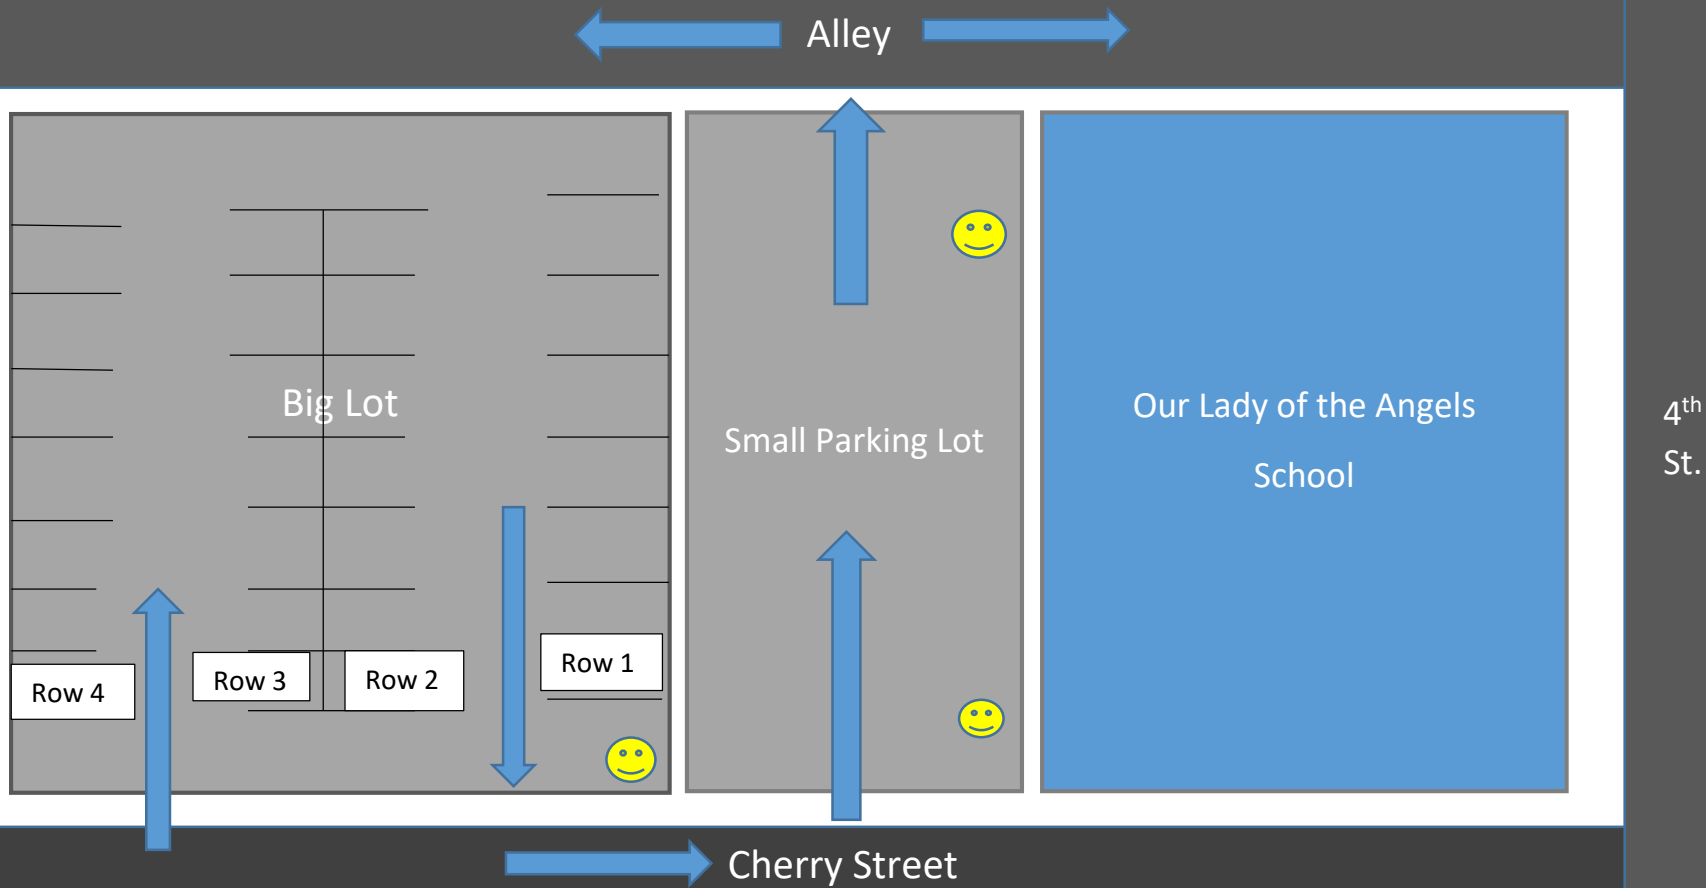 Alley
Big Lot
Small Parking Lot
Our Lady of the Angels
School
4th
St.
Row 4
Row 3
Row 2
Row 1
Cherry Street